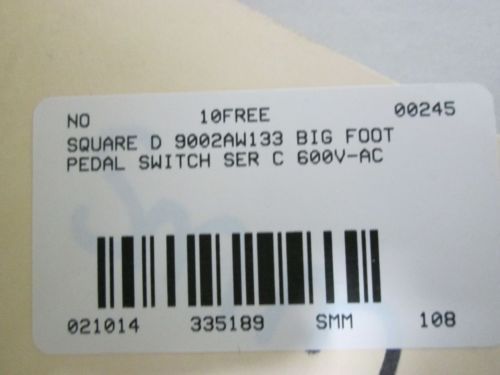 NO 10FREE 00245
SQUARE D 9002AW133 BIG FOOT
PEDAL SWITCH SER C 600V-AC
021014 335189 SMM 108